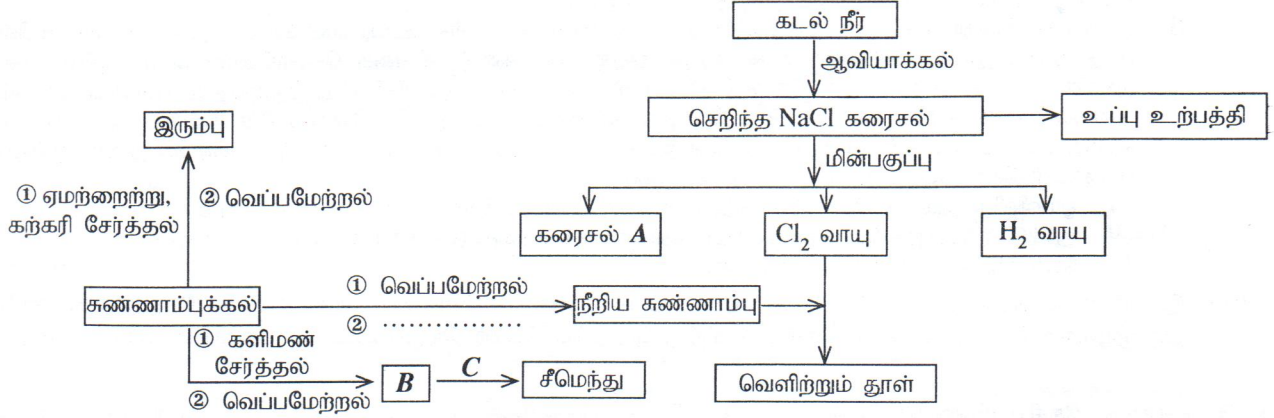 கடல் நீர்
ஆவியாக்கல்
செறிந்த NaCl கரைசல்
உப்பு உற்பத்தி
மின்பகுப்பு
கரைசல் A
Cl₂ வாயு
H₂ வாயு
இரும்பு
① ஏமற்றைற்று,
கற்கரி சேர்த்தல்
② வெப்பமேற்றல்
சுண்ணாம்புக்கல்
① வெப்பமேற்றல்
② ................
நீறிய சுண்ணாம்பு
① களிமண்
சேர்த்தல்
② வெப்பமேற்றல்
B
C
சீமெந்து
வெளிற்றும் தூள்